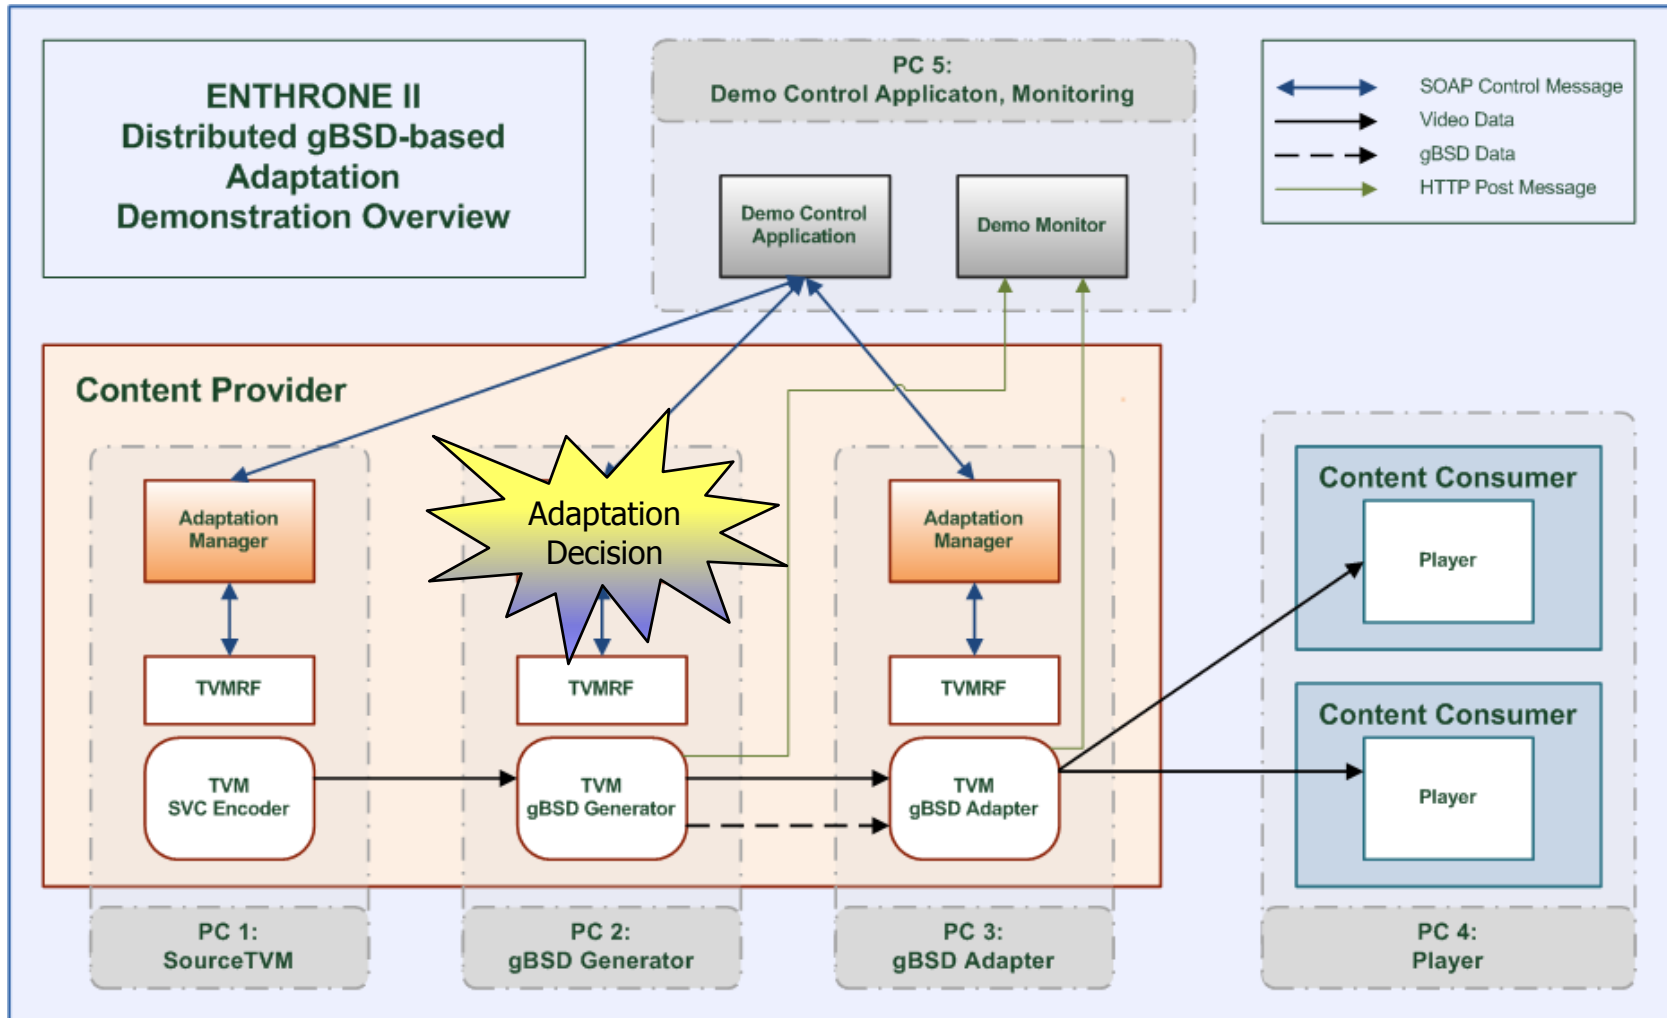 ENTHRONE II
Distributed gBSD-based
Adaptation
Demonstration Overview
PC 5:
Demo Control Applicaton, Monitoring
Demo Control
Application
Demo Monitor
SOAP Control Message
Video Data
gBSD Data
HTTP Post Message
Content Provider
Adaptation
Manager
Adaptation
Decision
Adaptation
Manager
TVMRF
TVMRF
TVMRF
TVM
SVC Encoder
TVM
gBSD Generator
TVM
gBSD Adapter
Content Consumer
Player
Content Consumer
Player
PC 1:
SourceTVM
PC 2:
gBSD Generator
PC 3:
gBSD Adapter
PC 4:
Player